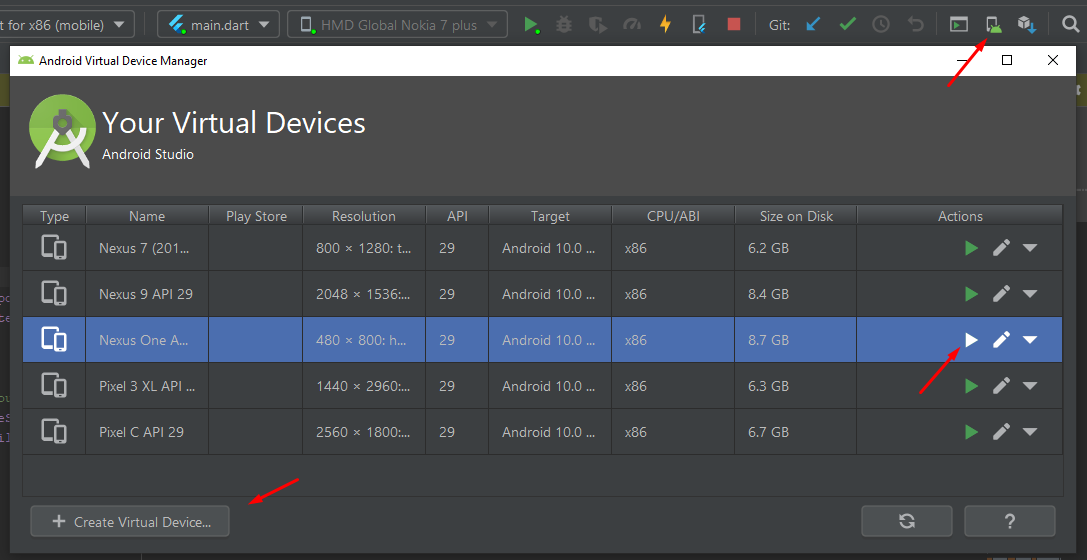 t for x86 (mobile) main.dart HMD Global Nokia 7 plus Git:
Android Virtual Device Manager
Your Virtual Devices
Android Studio
Type Name Play Store Resolution API Target CPU/ABI Size on Disk Actions
Nexus 7 (201... 800 × 1280: t... 29 Android 10.0 ... x86 6.2 GB
Nexus 9 API 29 2048 × 1536:... 29 Android 10.0 ... x86 8.4 GB
Nexus One A... 480 × 800: h... 29 Android 10.0 ... x86 8.7 GB
Pixel 3 XL API ... 1440 × 2960:... 29 Android 10.0 ... x86 6.3 GB
Pixel C API 29 2560 × 1800:... 29 Android 10.0 ... x86 6.7 GB
+ Create Virtual Device... ?